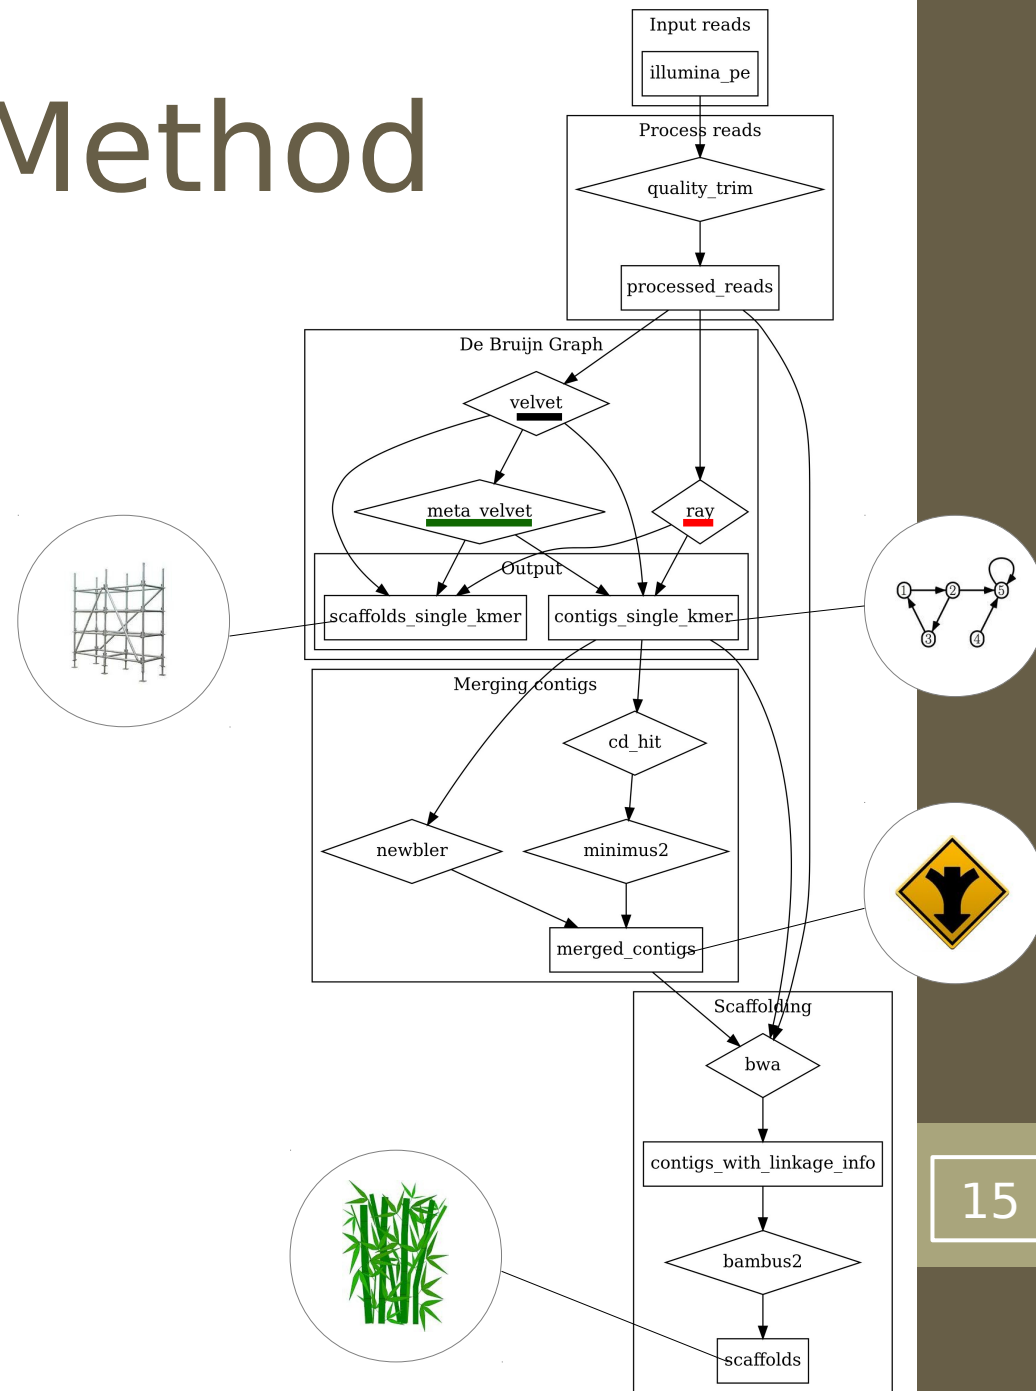 Method
Input reads
illumina_pe
Process reads
quality_trim
processed_reads
De Bruijn Graph
velvet
meta_velvet
ray
Output
scaffolds_single_kmer
contigs_single_kmer
1
2
5
3
4
Merging contigs
cd_hit
newbler
minimus2
merged_contigs
Scaffolding
bwa
contigs_with_linkage_info
15
bambus2
scaffolds